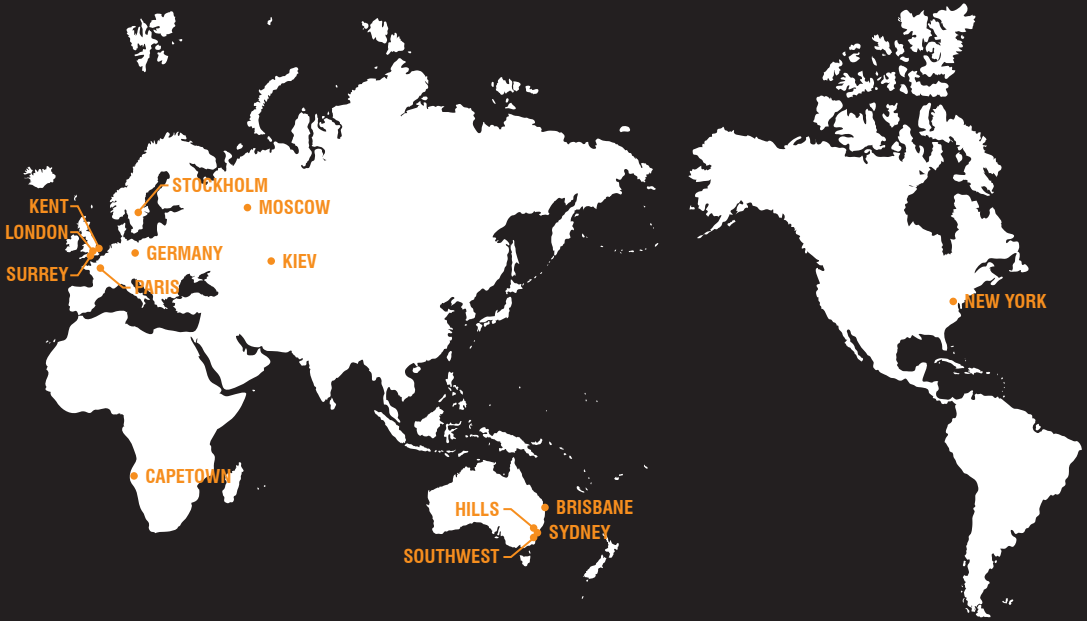 STOCKHOLM
KENT
MOSCOW
LONDON
GERMANY
KIEV
SURREY
PARIS
NEW YORK
CAPETOWN
HILLS
BRISBANE
SYDNEY
SOUTHWEST